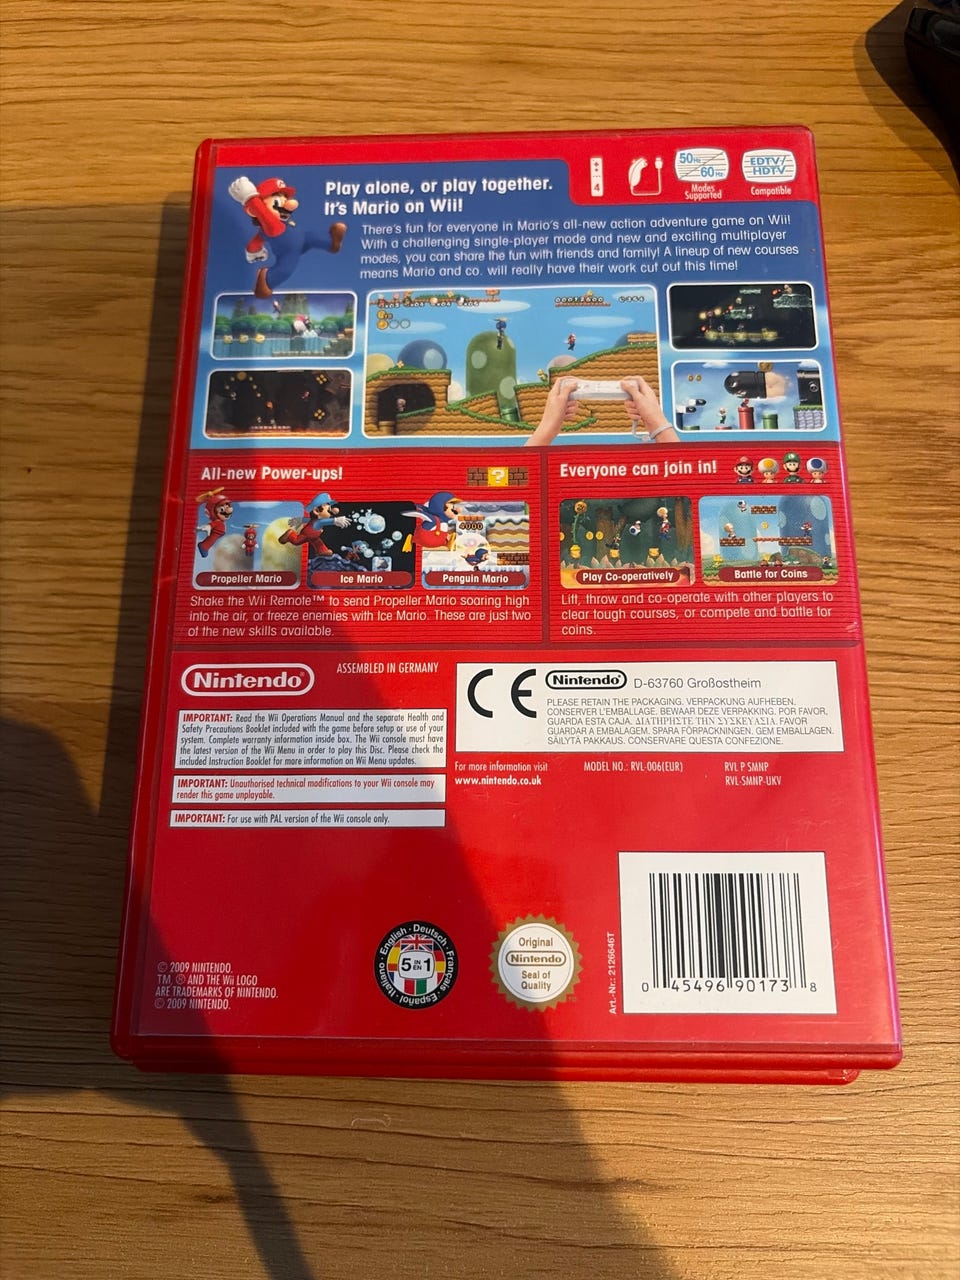 Play alone, or play together.
It's Mario on Wii!
4
50Hz
60Hz
Modes
Supported
EDTV/
HDTV
Compatible
There's fun for everyone in Mario's all-new action adventure game on Wii!
With a challenging single-player mode and new and exciting multiplayer
modes, you can share the fun with friends and family! A lineup of new courses
means Mario and co. will really have their work cut out this time!
All-new Power-ups!
?
4000
Propeller Mario
Ice Mario
Penguin Mario
Shake the Wii Remote™ to send Propeller Mario soaring high
into the air, or freeze enemies with Ice Mario. These are just two
of the new skills available.
Everyone can join in!
Play Co-operatively
Battle for Coins
Lift, throw and co-operate with other players to
clear tough courses, or compete and battle for
coins.
Nintendo®
ASSEMBLED IN GERMANY
IMPORTANT: Read the Wii Operations Manual and the separate Health and
Safety Precautions Booklet included with the game before setup or use of your
system. Complete warranty information inside box. The Wii console must have
the latest version of the Wii Menu in order to play this Disc. Please check the
included Instruction Booklet for more information on Wii Menu updates.
IMPORTANT: Unauthorised technical modifications to your Wii console may
render this game unplayable.
IMPORTANT: For use with PAL version of the Wii console only.
CE
Nintendo®
D-63760 Großostheim
PLEASE RETAIN THE PACKAGING. VERPACKUNG AUFHEBEN.
CONSERVER L'EMBALLAGE. BEWAAR DEZE VERPAKKING. POR FAVOR,
GUARDA ESTA CAJA. ΔΙΑΤΗΡΗΣΤΕ ΤΗΝ ΣΥΣΚΕΥΑΣΙΑ. FAVOR
GUARDAR A EMBALAGEM. SPARA FÖRPACKNINGEN. GEM EMBALLAGEN.
SÄILYTÄ PAKKAUS. CONSERVARE QUESTA CONFEZIONE.
For more information visit
www.nintendo.co.uk
MODEL NO.: RVL-006(EUR)
RVL P SMNP
RVL-SMNP-UKV
© 2009 NINTENDO.
TM, ® AND THE Wii LOGO
ARE TRADEMARKS OF NINTENDO.
© 2009 NINTENDO.
English · Deutsch · Français · Español · Italiano
5 IN EN 1
Original
Nintendo
Seal of
Quality
Art.-Nr.: 2126646T
0 45496 90173 8